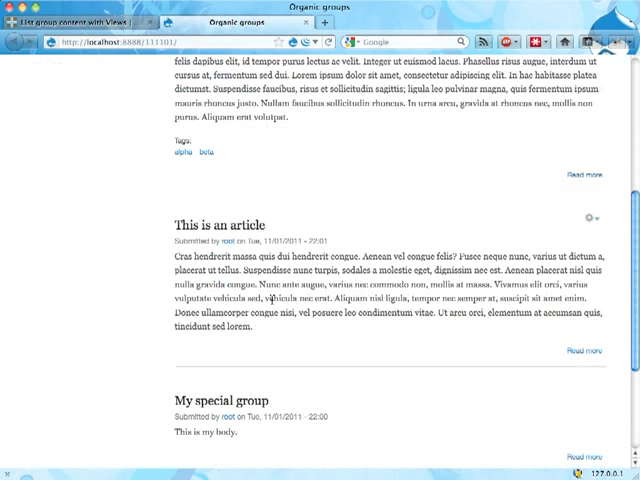 Organic groups
List group content with Views | ...
Organic groups
http://localhost:8888/111101/
Google
felis dapibus elit, id tempor purus lectus ac velit. Integer ut euismod lacus. Phasellus risus augue, interdum ut
cursus at, fermentum sed dui. Lorem ipsum dolor sit amet, consectetur adipiscing elit. In hac habitasse platea
dictumst. Suspendisse faucibus, risus et sollicitudin sagittis; ligula leo pulvinar magna, quis fermentum ipsum
mauris rhoncus justo. Nullam faucibus sollicitudin rhoncus. In urna arcu, gravida at rhoncus nec, mollis non
purus. Aliquam erat volutpat.
Tags:
alpha beta
Read more
This is an article
Submitted by root on Tue, 11/01/2011 - 22:01
Cras hendrerit massa quis dui hendrerit congue. Aenean vel congue felis? Fusce neque nunc, varius ut dictum a,
placerat ut tellus. Suspendisse nunc turpis, sodales a molestie eget, dignissim nec est. Aenean placerat nisl quis
nulla gravida congue. Nunc ante augue, varius nec commodo non, mollis at massa. Vivamus elit orci, varius
vulputate vehicula sed, vehicula nec erat. Aliquam nisl ligula, tempor nec semper at, suscipit sit amet enim.
Donec ullamcorper congue nisi, vel posuere leo condimentum vitae. Ut arcu orci, elementum at accumsan quis,
tincidunt sed lorem.
Read more
My special group
Submitted by root on Tue, 11/01/2011 - 22:00
This is my body.
Read more
127.0.0.1